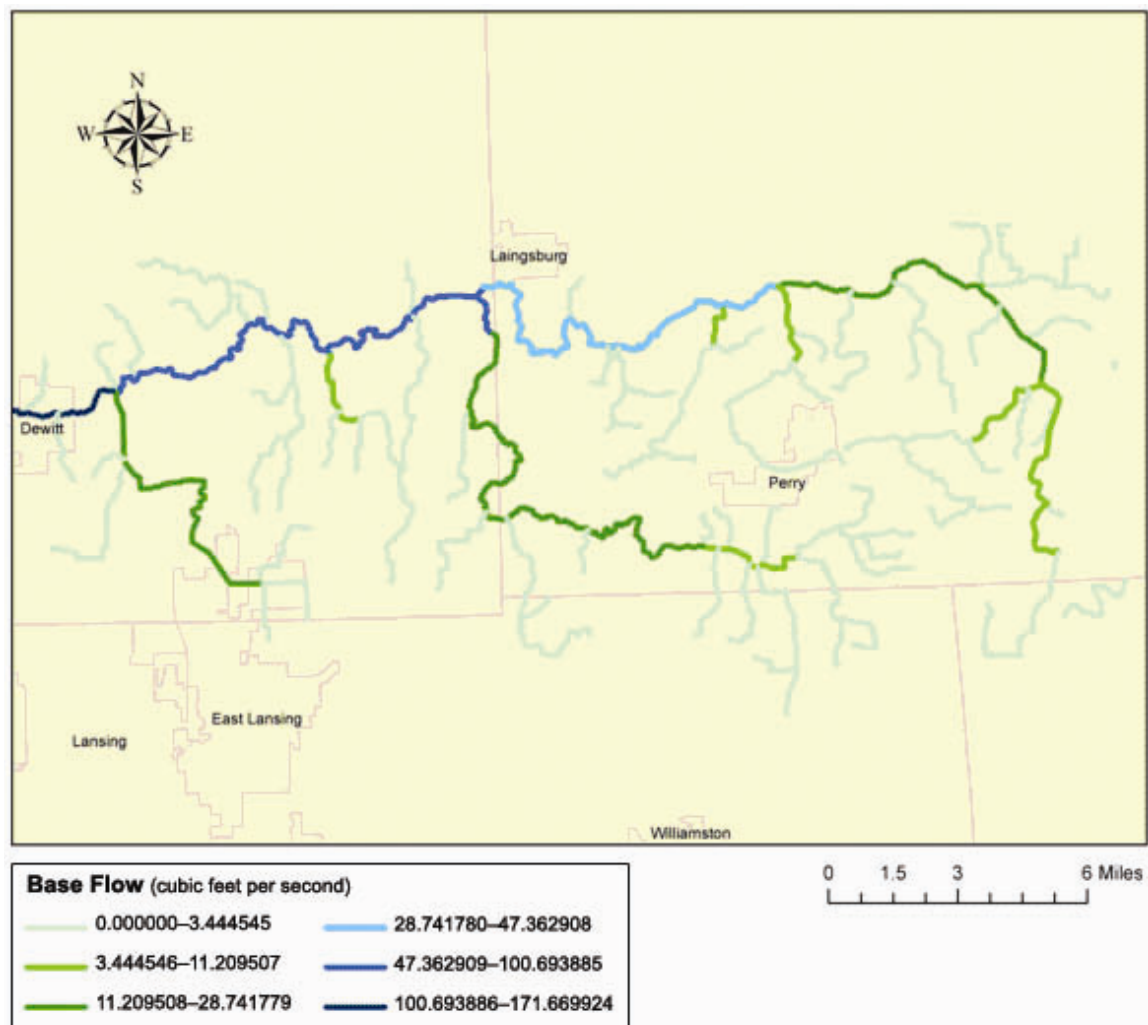 N
W E
S
Laingsburg
Dewitt
Perry
East Lansing
Lansing
Williamston
Base Flow (cubic feet per second)
0.000000–3.444545
28.741780–47.362908
3.444546–11.209507
47.362909–100.693885
11.209508–28.741779
100.693886–171.669924
0 1.5 3 6 Miles